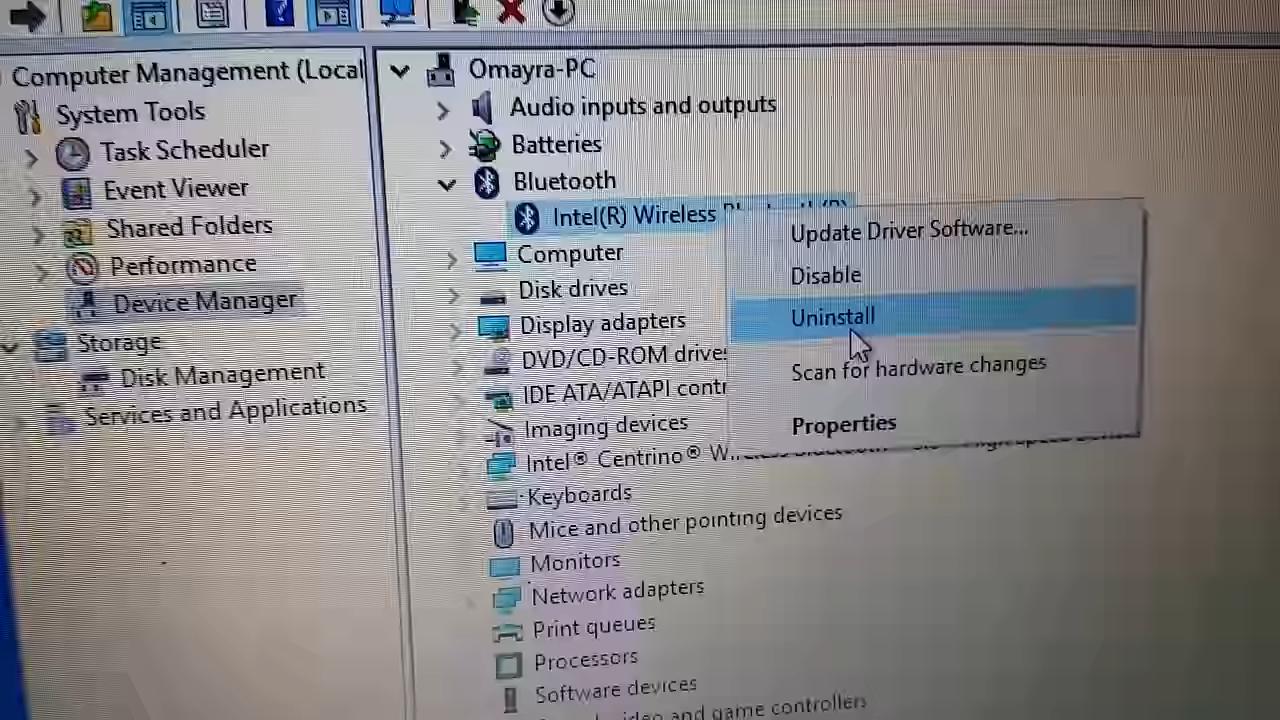 Computer Management (Local
System Tools
Task Scheduler
Event Viewer
Shared Folders
Performance
Device Manager
Storage
Disk Management
Services and Applications
Omayra-PC
Audio inputs and outputs
Batteries
Bluetooth
Intel(R) Wireless
Computer
Disk drives
Display adapters
DVD/CD-ROM drive
IDE ATA/ATAPI contr
Imaging devices
Intel® Centrino® W
Keyboards
Mice and other pointing devices
Monitors
Network adapters
Print queues
Processors
Software devices
and game controllers
Update Driver Software...
Disable
Uninstall
Scan for hardware changes
Properties